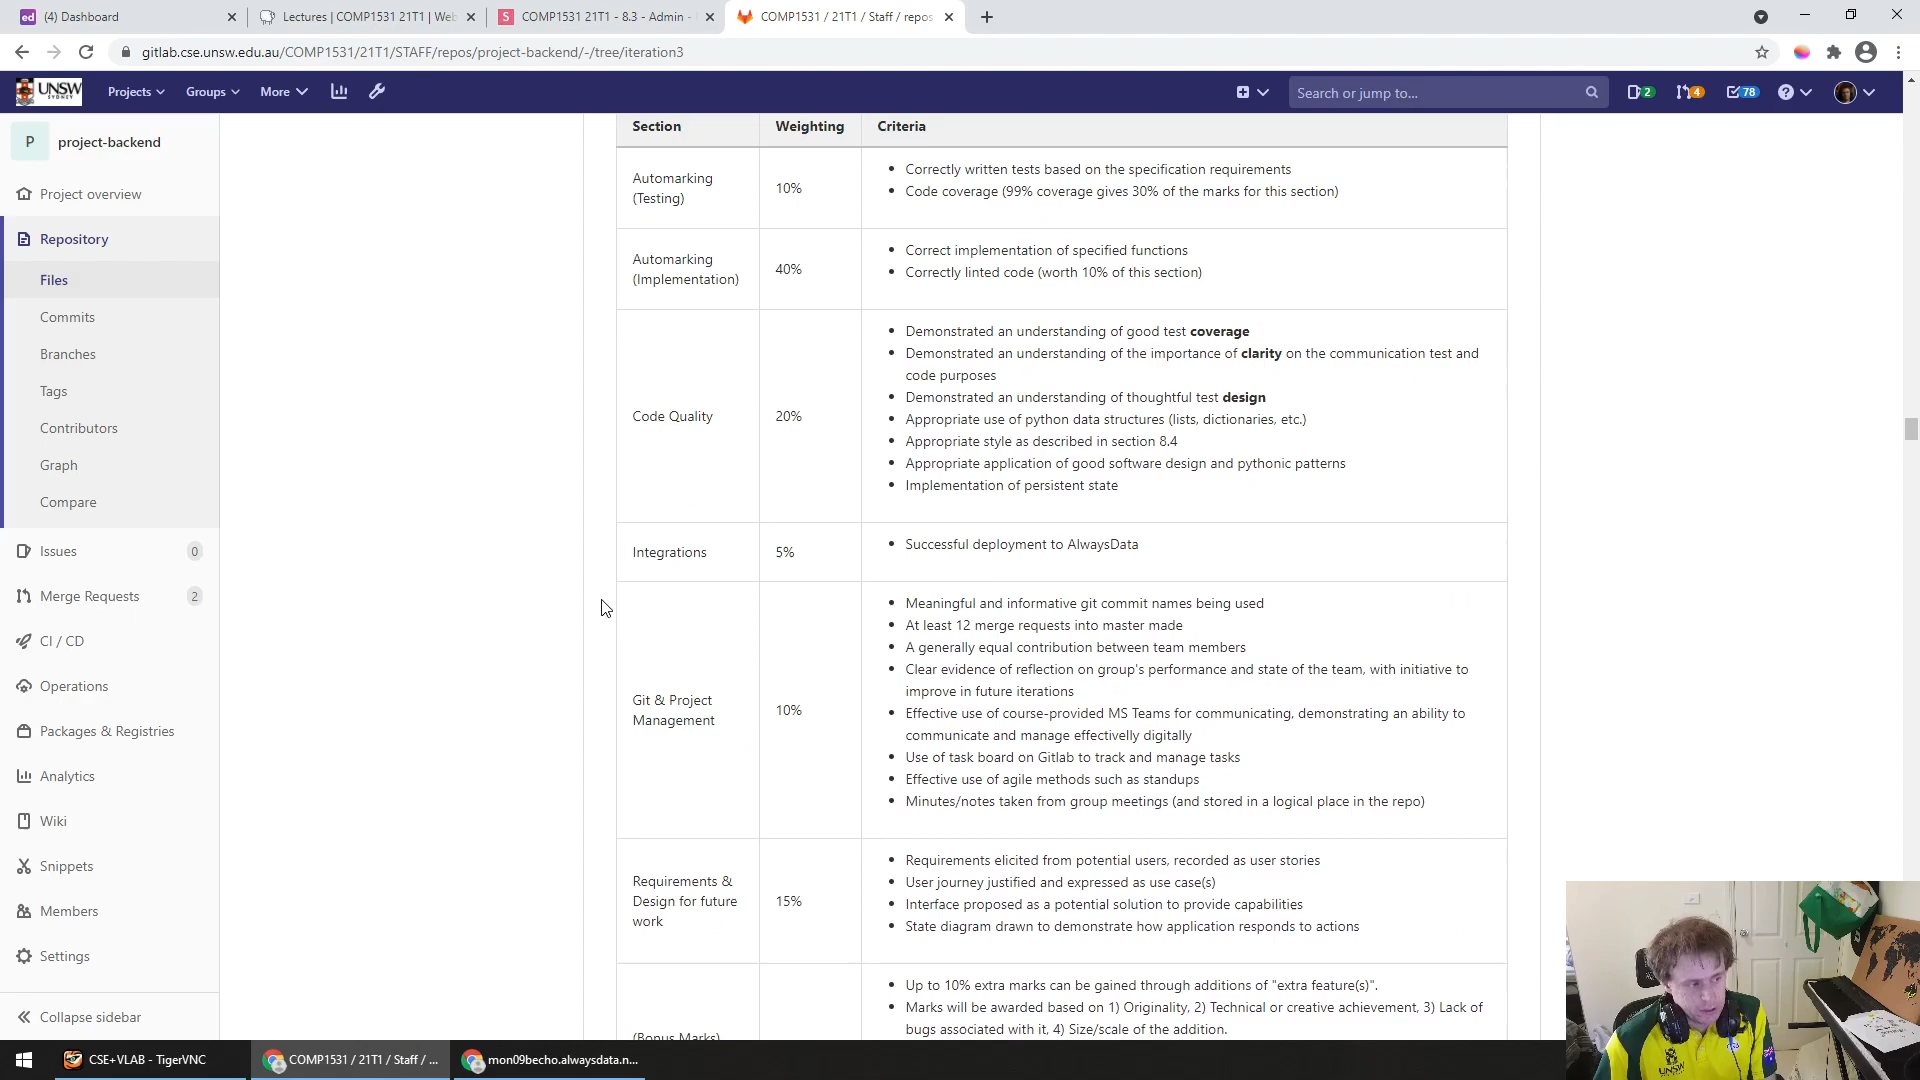 (4) Dashboard
Lectures | COMP1531 21T1 | Web
COMP1531 21T1 - 8.3 - Admin -
COMP1531 / 21T1 / Staff / repos
gitlab.cse.unsw.edu.au/COMP1531/21T1/STAFF/repos/project-backend/-/tree/iteration3
UNSW
SYDNEY
Projects
Groups
More
Search or jump to...
2
4
78
P
project-backend
Project overview
Repository
Files
Commits
Branches
Tags
Contributors
Graph
Compare
Issues 0
Merge Requests 2
CI / CD
Operations
Packages & Registries
Analytics
Wiki
Snippets
Members
Settings
Collapse sidebar
Section Weighting Criteria
Automarking
(Testing)
10%
• Correctly written tests based on the specification requirements
• Code coverage (99% coverage gives 30% of the marks for this section)
Automarking
(Implementation)
40%
• Correct implementation of specified functions
• Correctly linted code (worth 10% of this section)
Code Quality
20%
• Demonstrated an understanding of good test coverage
• Demonstrated an understanding of the importance of clarity on the communication test and
code purposes
• Demonstrated an understanding of thoughtful test design
• Appropriate use of python data structures (lists, dictionaries, etc.)
• Appropriate style as described in section 8.4
• Appropriate application of good software design and pythonic patterns
• Implementation of persistent state
Integrations
5%
• Successful deployment to AlwaysData
Git & Project
Management
10%
• Meaningful and informative git commit names being used
• At least 12 merge requests into master made
• A generally equal contribution between team members
• Clear evidence of reflection on group's performance and state of the team, with initiative to
improve in future iterations
• Effective use of course-provided MS Teams for communicating, demonstrating an ability to
communicate and manage effectivelly digitally
• Use of task board on Gitlab to track and manage tasks
• Effective use of agile methods such as standups
• Minutes/notes taken from group meetings (and stored in a logical place in the repo)
Requirements &
Design for future
work
15%
• Requirements elicited from potential users, recorded as user stories
• User journey justified and expressed as use case(s)
• Interface proposed as a potential solution to provide capabilities
• State diagram drawn to demonstrate how application responds to actions
(Bonus Marks)
• Up to 10% extra marks can be gained through additions of "extra feature(s)".
• Marks will be awarded based on 1) Originality, 2) Technical or creative achievement, 3) Lack of
bugs associated with it, 4) Size/scale of the addition.
UNSW
CSE+VLAB - TigerVNC
COMP1531 / 21T1 / Staff / ...
mon09becho.alwaysdata.n...